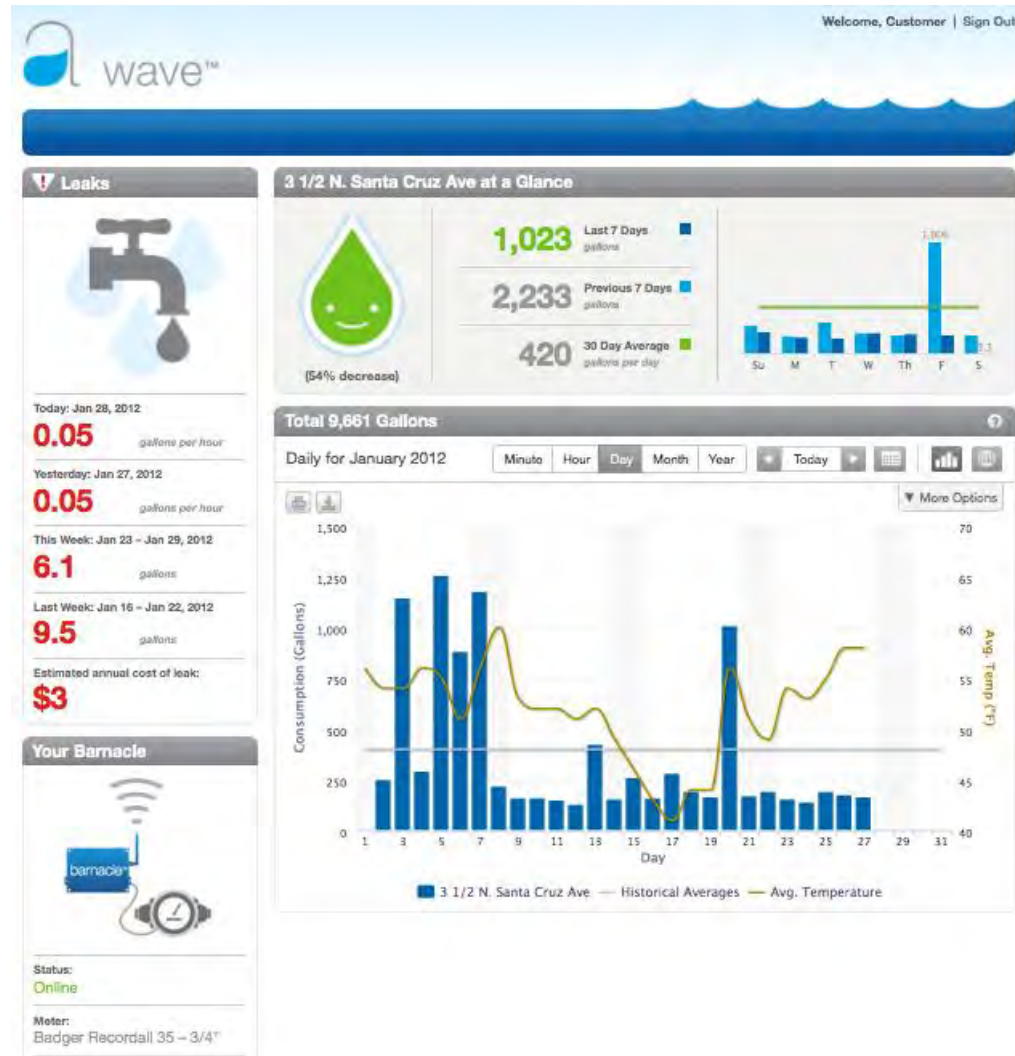 Welcome, Customer | Sign Out
a wave™
! Leaks
Today: Jan 28, 2012
0.05 gallons per hour
Yesterday: Jan 27, 2012
0.05 gallons per hour
This Week: Jan 23 – Jan 29, 2012
6.1 gallons
Last Week: Jan 16 – Jan 22, 2012
9.5 gallons
Estimated annual cost of leak:
$3
Your Barnacle
barnacle
Status:
Online
Meter:
Badger Recordall 35 – 3/4"
3 1/2 N. Santa Cruz Ave at a Glance
(54% decrease)
1,023 Last 7 Days
gallons
2,233 Previous 7 Days
gallons
420 30 Day Average
gallons per day
Su M T W Th F S
Total 9,661 Gallons ?
Daily for January 2012 Minute Hour Day Month Year Today
▼ More Options
1,500 70
1,250 65
1,000 60
750 55
500 50
250 45
0 40
Consumption (Gallons)
Avg. Temp (°F)
1 3 5 7 9 11 13 15 17 19 21 23 25 27 29 31
Day
3 1/2 N. Santa Cruz Ave Historical Averages Avg. Temperature